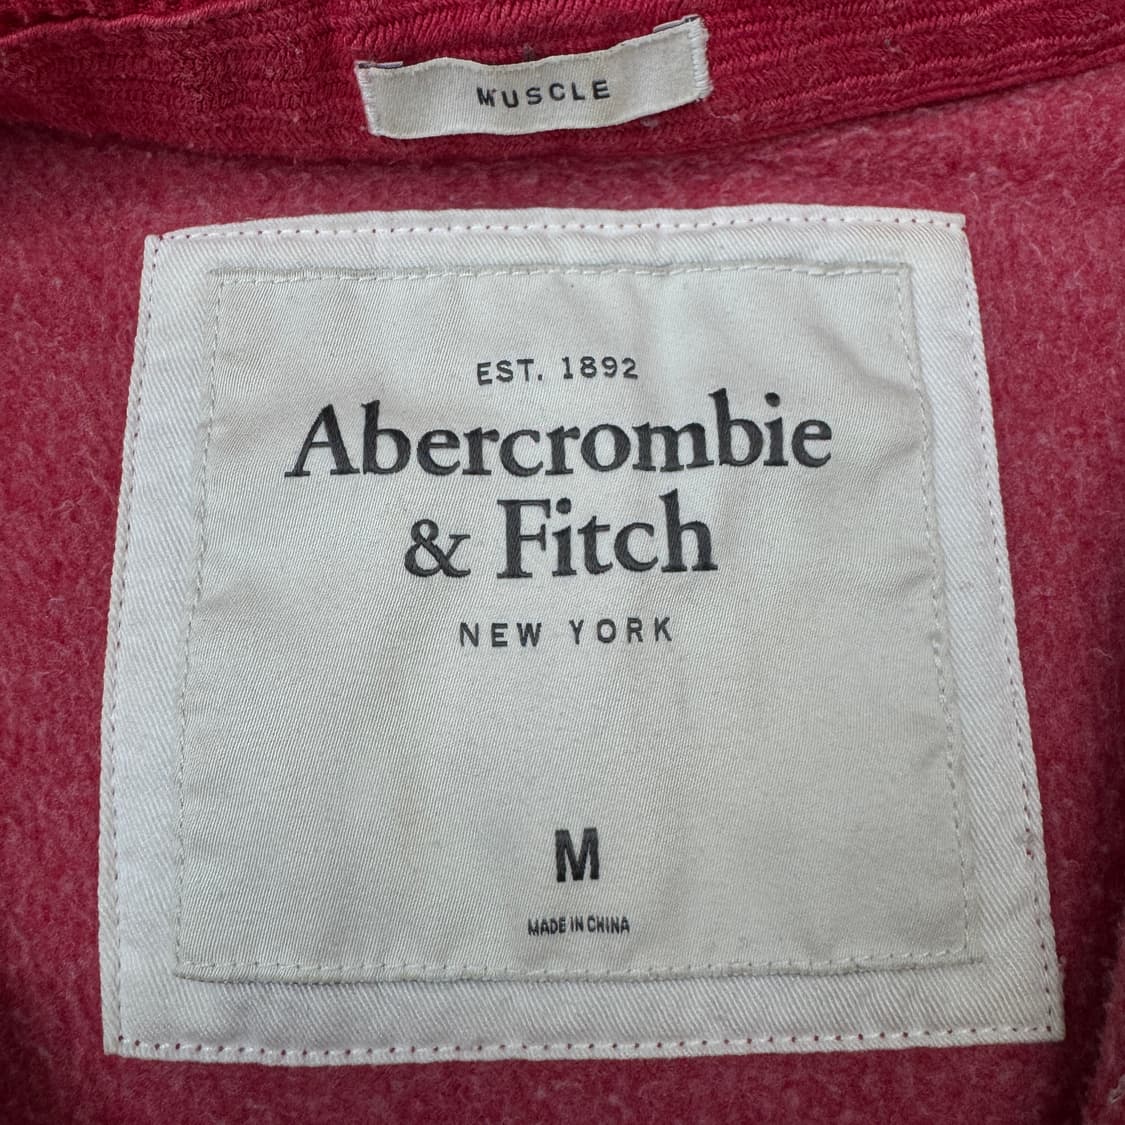 MUSCLE
EST. 1892
Abercrombie
& Fitch
NEW YORK
M
MADE IN CHINA